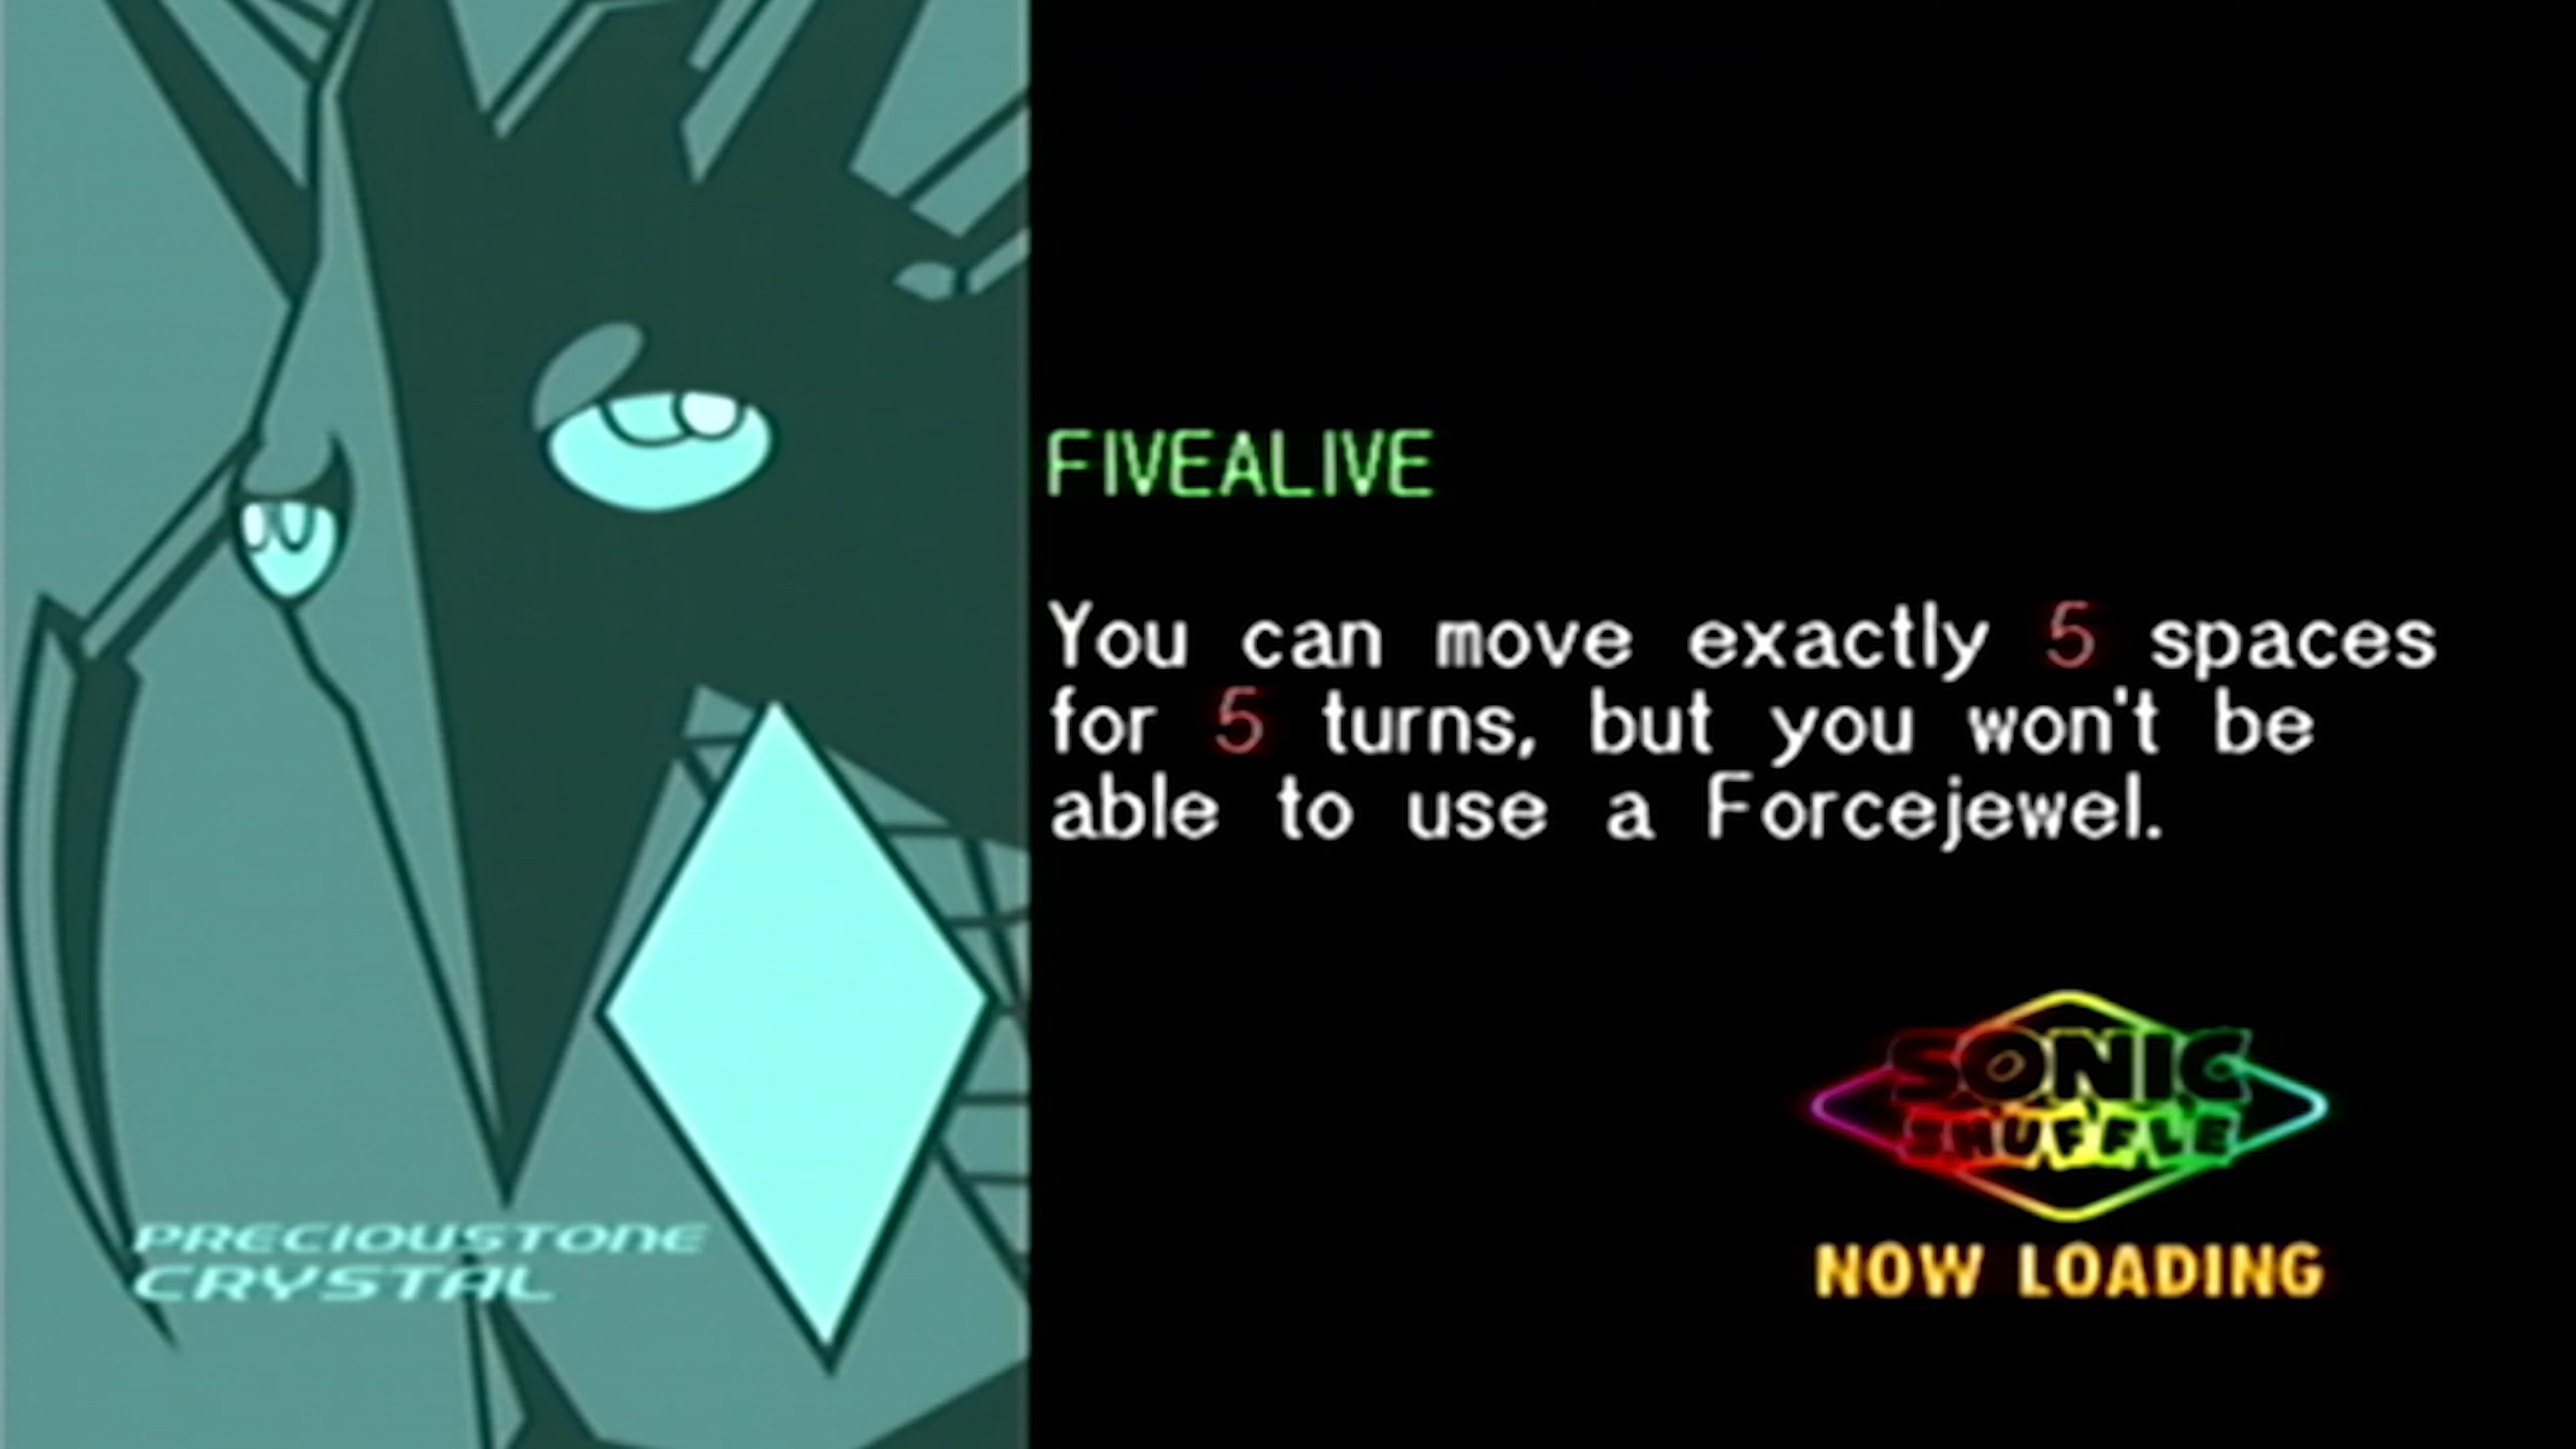 FIVEALIVE
You can move exactly 5 spaces
for 5 turns, but you won't be
able to use a Forcejewel.
PRECIOUSTONE
CRYSTAL
SONIC
SHUFFLE
NOW LOADING